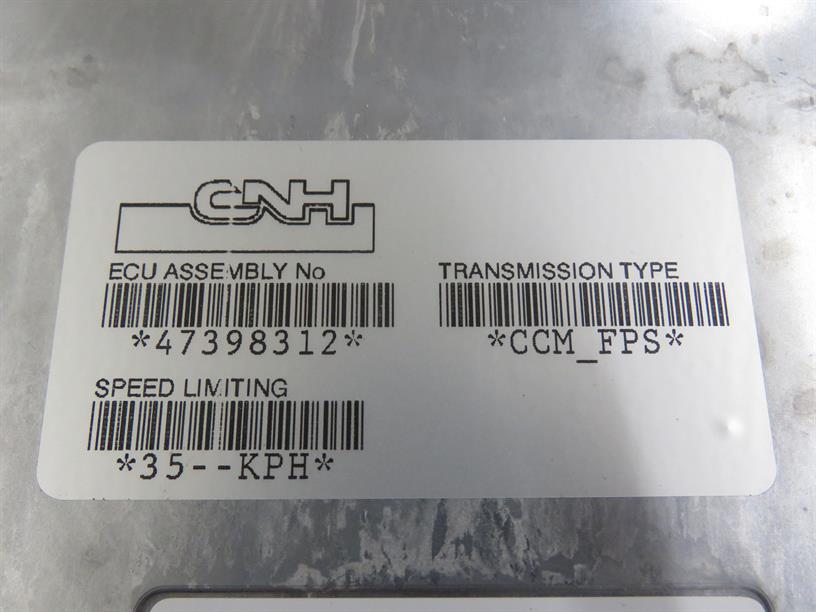 CNH
ECU ASSEMBLY No
*47398312*
TRANSMISSION TYPE
*CCM_FPS*
SPEED LIMITING
*35--KPH*